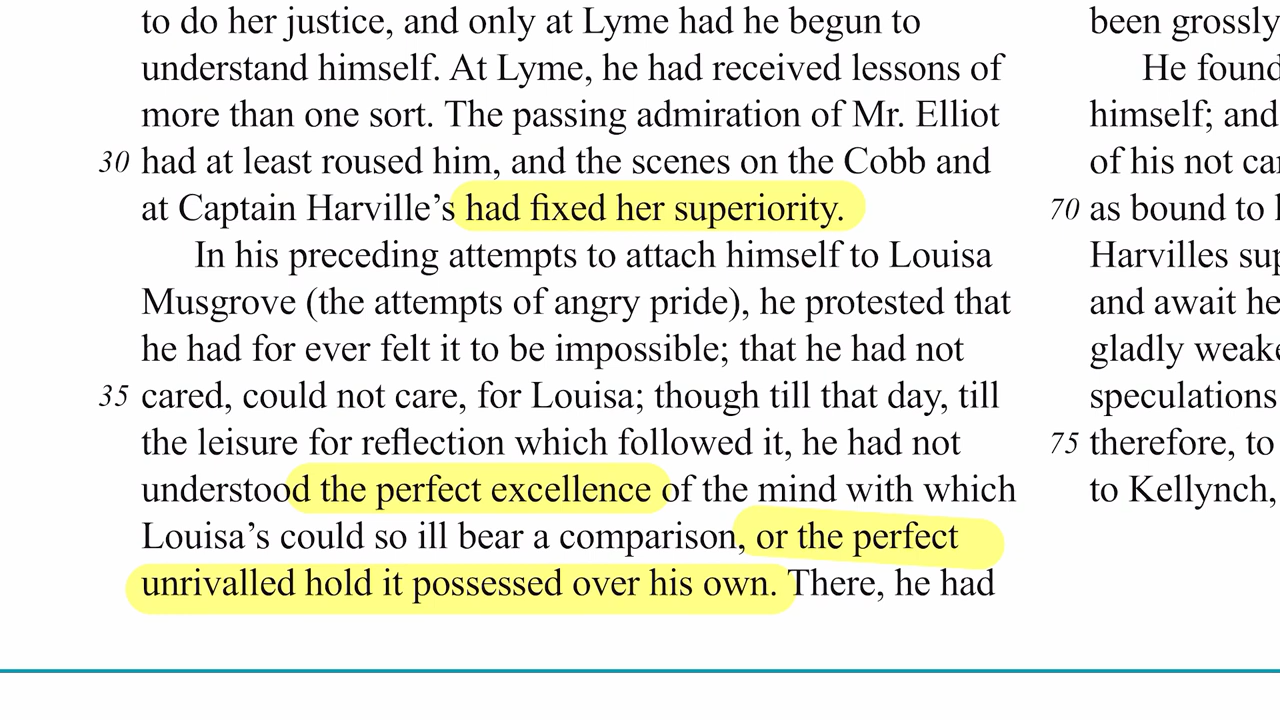 to do her justice, and only at Lyme had he begun to
understand himself. At Lyme, he had received lessons of
more than one sort. The passing admiration of Mr. Elliot
30 had at least roused him, and the scenes on the Cobb and
at Captain Harville’s had fixed her superiority.
In his preceding attempts to attach himself to Louisa
Musgrove (the attempts of angry pride), he protested that
he had for ever felt it to be impossible; that he had not
35 cared, could not care, for Louisa; though till that day, till
the leisure for reflection which followed it, he had not
understood the perfect excellence of the mind with which
Louisa’s could so ill bear a comparison, or the perfect
unrivalled hold it possessed over his own. There, he had
been grossly
He found
himself; and
of his not
70 as bound to
Harvilles
and await
gladly
speculations
75 therefore, to
to Kellynch,